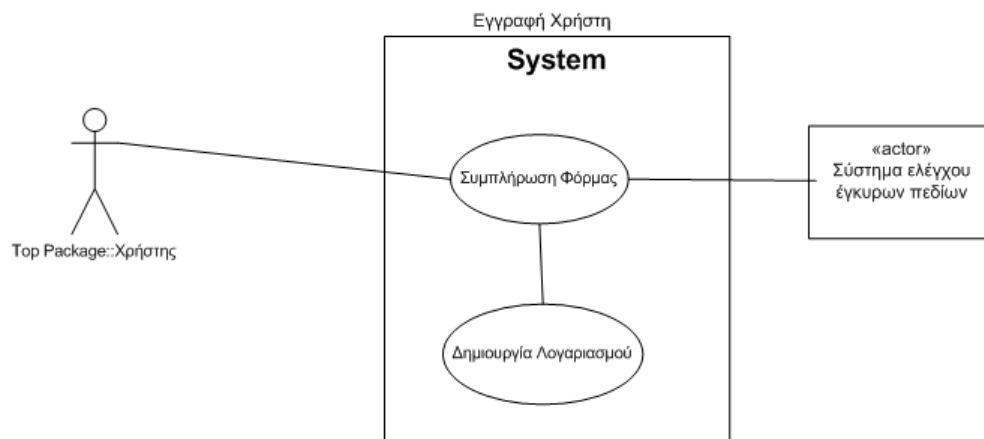 Εγγραφή Χρήστη
System
«actor»
Σύστημα ελέγχου
έγκυρων πεδίων
Συμπλήρωση Φόρμας
Top Package::Χρήστης
Δημιουργία Λογαριασμού